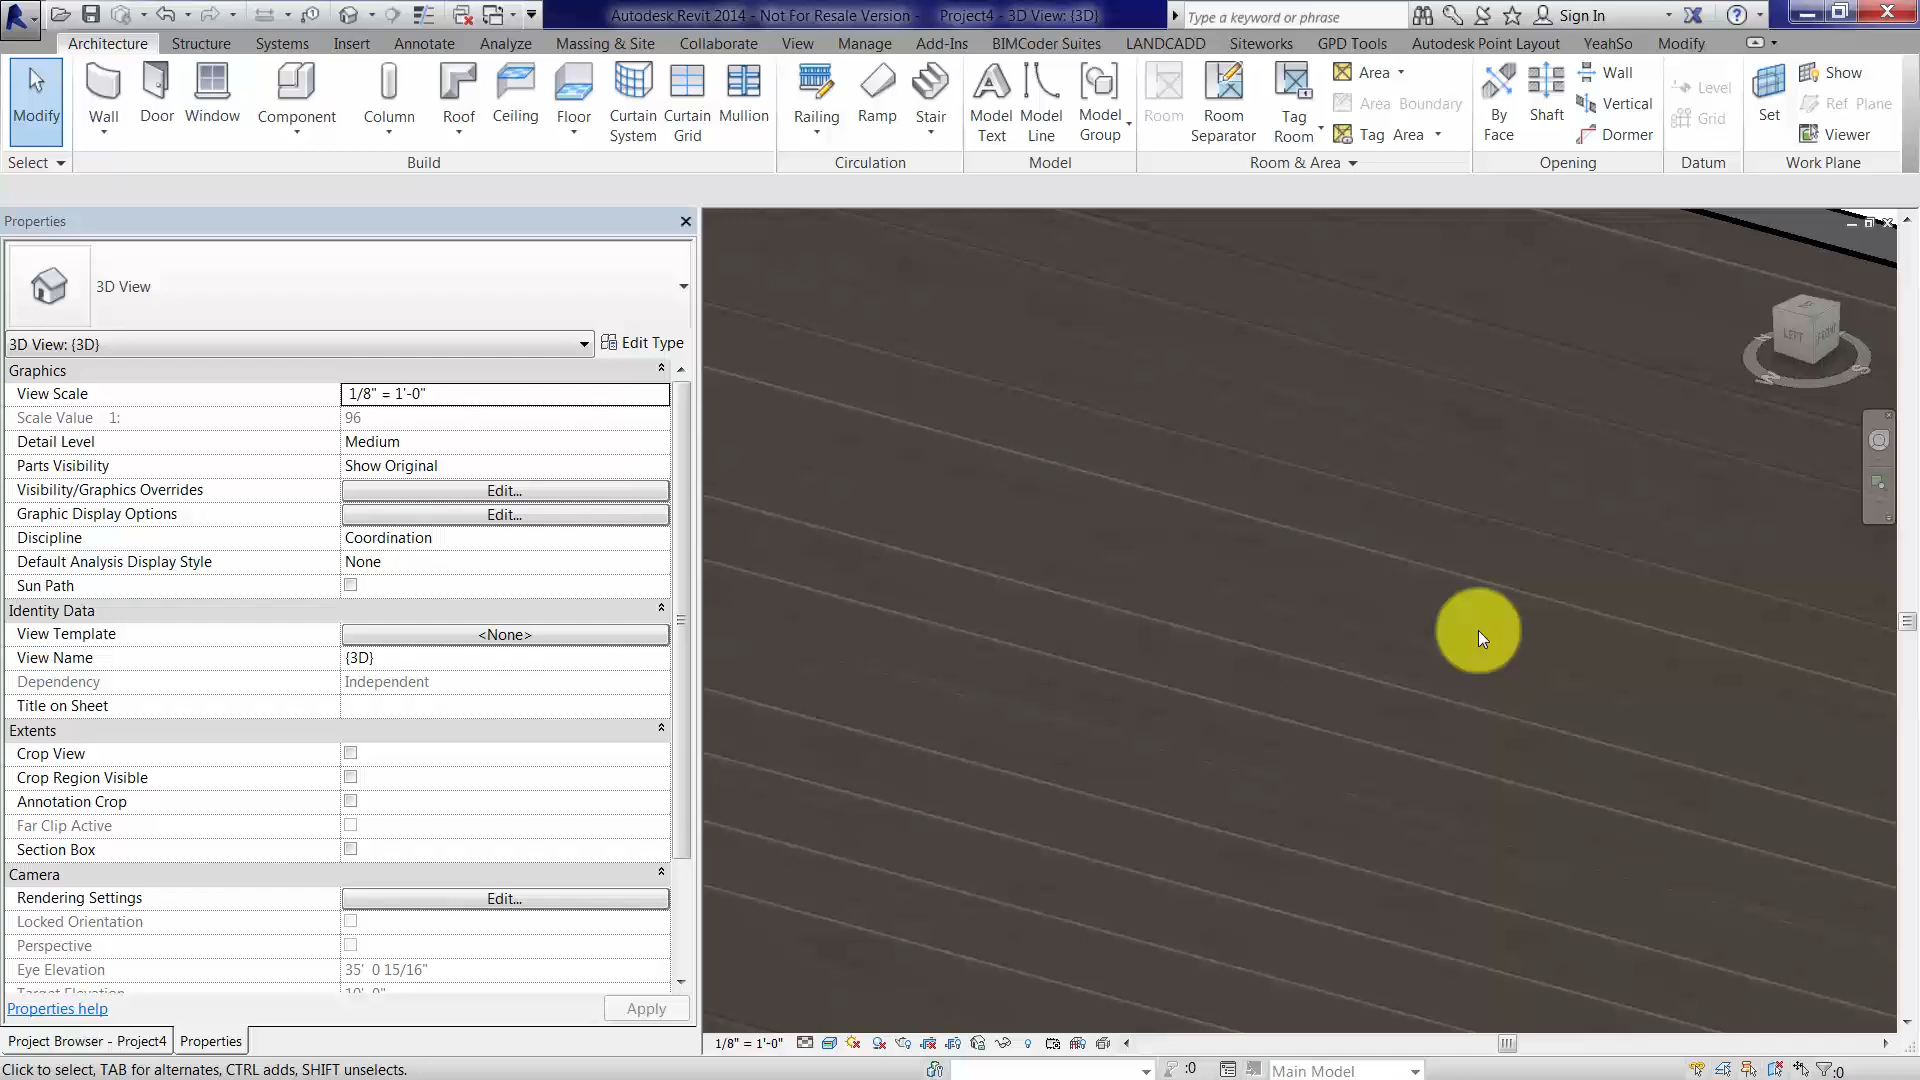 Autodesk Revit 2014 - Not For Resale Version - Project4 - 3D View: {3D}
Type a keyword or phrase
Sign In
Architecture Structure Systems Insert Annotate Analyze Massing & Site Collaborate View Manage Add-Ins BIMCoder Suites LANDCADD Siteworks GPD Tools Autodesk Point Layout YeahSo Modify
Modify
Wall
Door
Window
Component
Column
Roof
Ceiling
Floor
Curtain System
Curtain Grid
Mullion
Railing
Ramp
Stair
Model Text
Model Line
Model Group
Room
Room Separator
Tag Room
Area
Area Boundary
Tag Area
By Face
Shaft
Wall
Vertical
Dormer
Level
Grid
Set
Show
Ref Plane
Viewer
Select
Build
Circulation
Model
Room & Area
Opening
Datum
Work Plane
Properties
3D View
3D View: {3D}
Edit Type
Graphics
View Scale 1/8" = 1'-0"
Scale Value 1: 96
Detail Level Medium
Parts Visibility Show Original
Visibility/Graphics Overrides Edit...
Graphic Display Options Edit...
Discipline Coordination
Default Analysis Display Style None
Sun Path
Identity Data
View Template <None>
View Name {3D}
Dependency Independent
Title on Sheet
Extents
Crop View
Crop Region Visible
Annotation Crop
Far Clip Active
Section Box
Camera
Rendering Settings Edit...
Locked Orientation
Perspective
Eye Elevation 35' 0 15/16"
Target Elevation 10' 0"
Properties help
Apply
Project Browser - Project4
Properties
LEFT
FRONT
1/8" = 1'-0"
Click to select, TAB for alternates, CTRL adds, SHIFT unselects.
:0
Main Model
:0